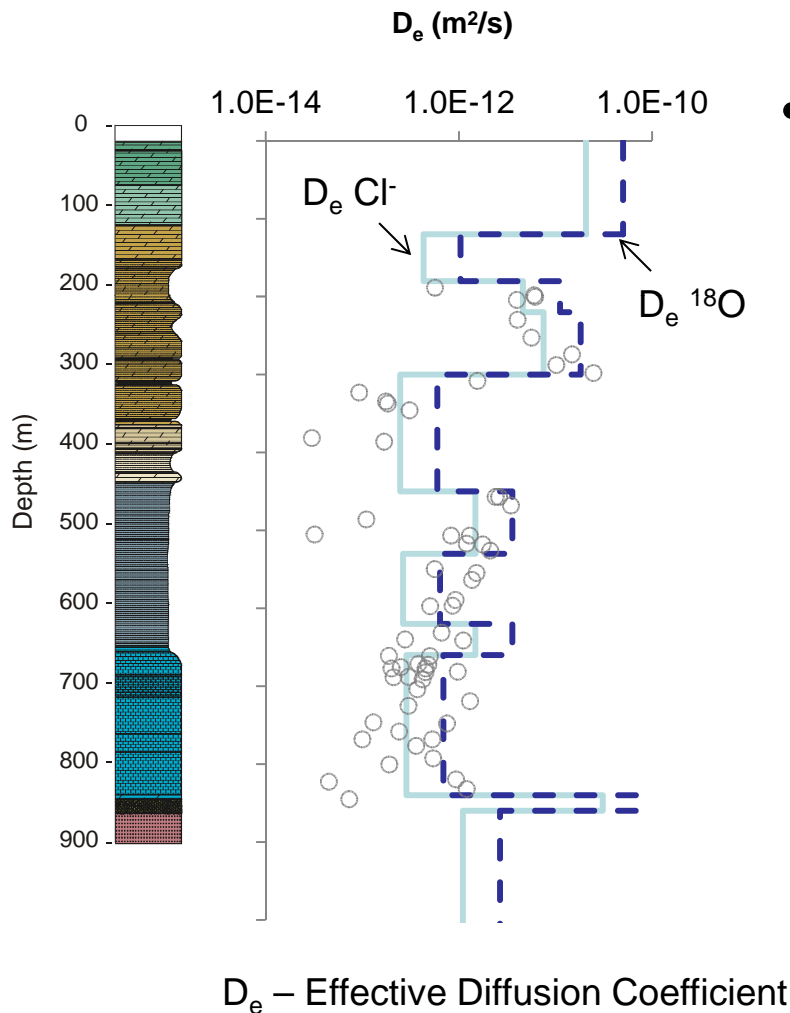 Dₑ (m²/s)
1.0E-14 1.0E-12 1.0E-10
•
0
100
200
300
400
500
600
700
800
900
Depth (m)
Dₑ Cl⁻
Dₑ ¹⁸O
Dₑ – Effective Diffusion Coefficient